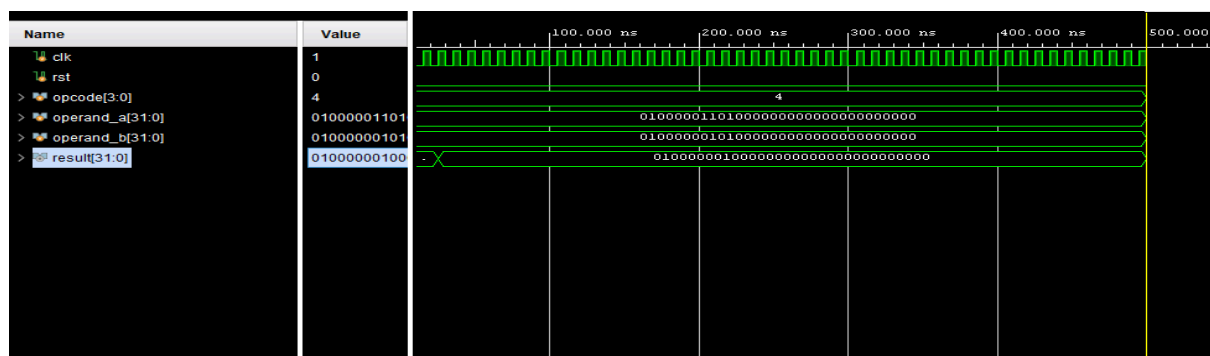 Name Value 100.000 ns 200.000 ns 300.000 ns 400.000 ns 500.000
clk 1
rst 0
> opcode[3:0] 4 4
> operand_a[31:0] 01000001101 01000001101000000000000000000000
> operand_b[31:0] 01000000101 01000000101000000000000000000000
> result[31:0] 01000000100 01000000100000000000000000000000